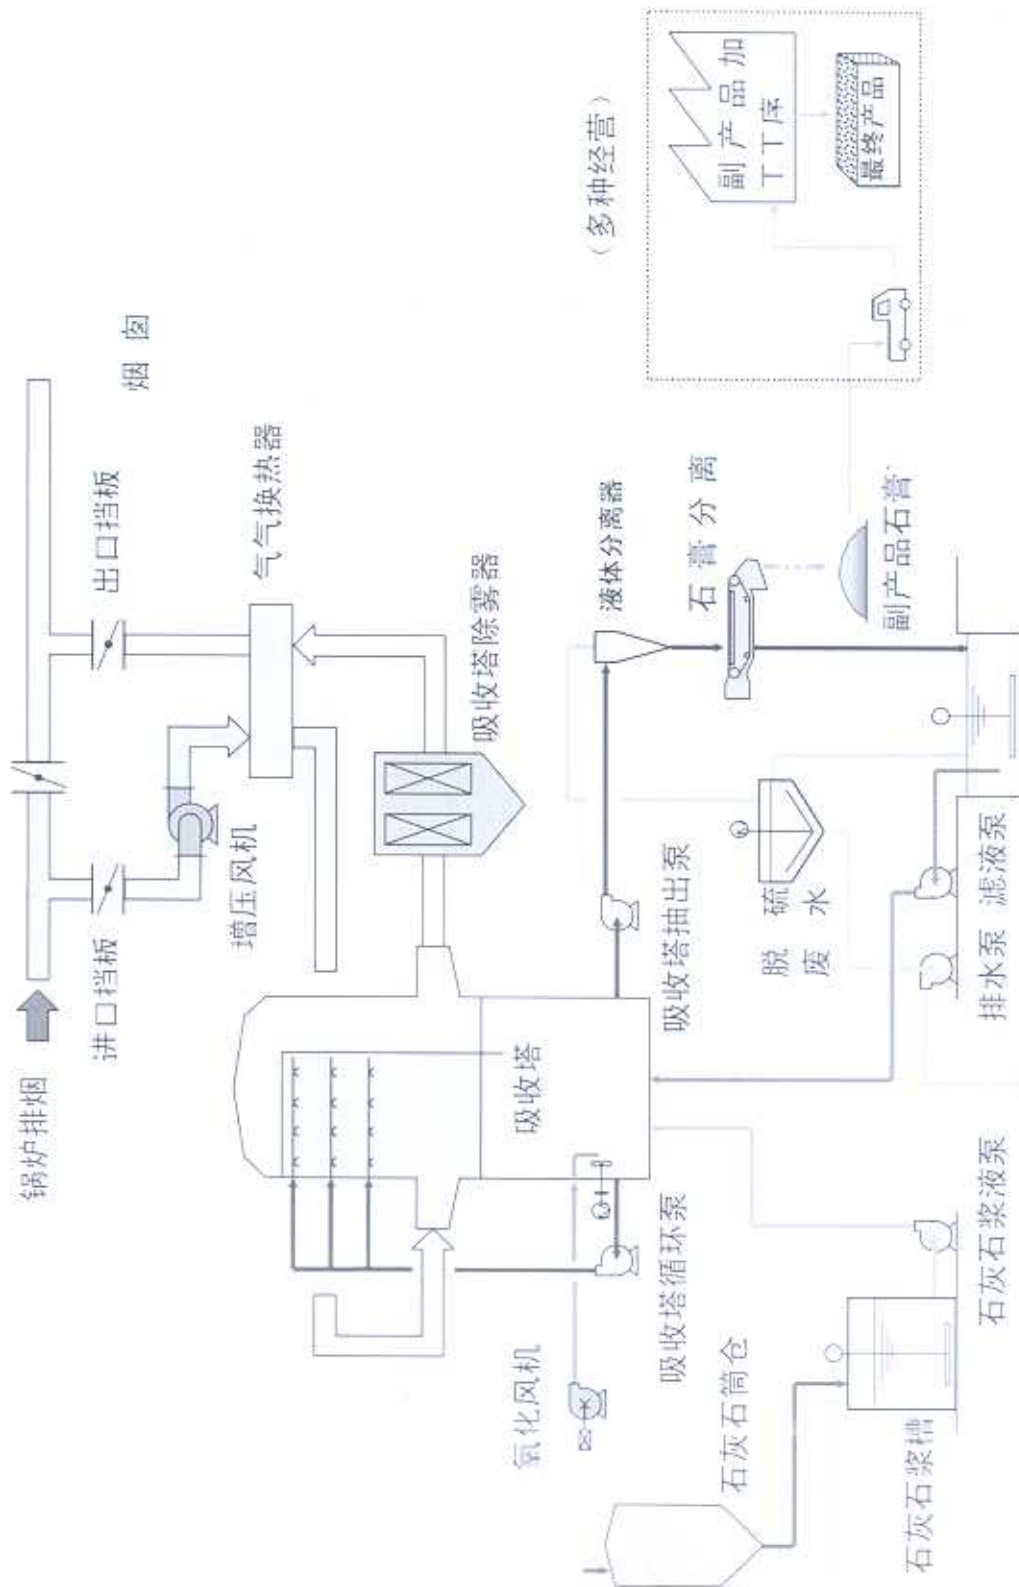 锅炉排烟
进口挡板
增压风机
出口挡板
烟囱
气气换热器
吸收塔除雾器
吸收塔
氧化风机
吸收塔循环泵
吸收塔抽出泵
液体分离器
石膏分离
副产品石膏
(多种经营)
副产品加
工工序
最终产品
脱硫
废水
石灰石筒仓
石灰石浆槽
石灰石浆液泵
排水泵
滤液泵